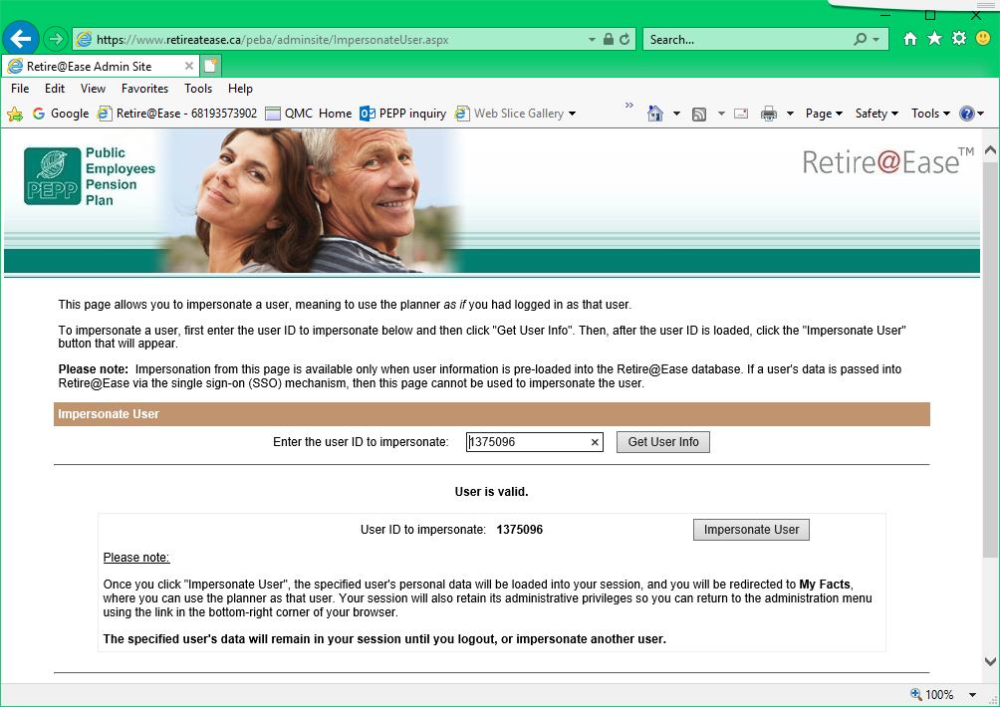 https://www.retireatease.ca/peba/adminsite/ImpersonateUser.aspx
Search...
Retire@Ease Admin Site
File Edit View Favorites Tools Help
Google Retire@Ease - 68193573902 QMC Home PEPP inquiry Web Slice Gallery
Page Safety Tools
Public
Employees
Pension
Plan
PEPP
Retire@Ease™
This page allows you to impersonate a user, meaning to use the planner as if you had logged in as that user.
To impersonate a user, first enter the user ID to impersonate below and then click "Get User Info". Then, after the user ID is loaded, click the "Impersonate User"
button that will appear.
Please note: Impersonation from this page is available only when user information is pre-loaded into the Retire@Ease database. If a user's data is passed into
Retire@Ease via the single sign-on (SSO) mechanism, then this page cannot be used to impersonate the user.
Impersonate User
Enter the user ID to impersonate: 1375096 Get User Info
User is valid.
User ID to impersonate: 1375096 Impersonate User
Please note:
Once you click "Impersonate User", the specified user's personal data will be loaded into your session, and you will be redirected to My Facts,
where you can use the planner as that user. Your session will also retain its administrative privileges so you can return to the administration menu
using the link in the bottom-right corner of your browser.
The specified user's data will remain in your session until you logout, or impersonate another user.
100%